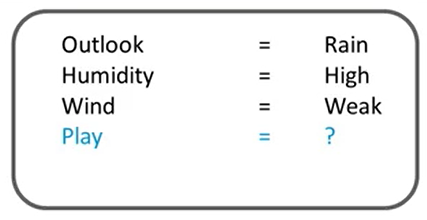 Outlook = Rain
Humidity = High
Wind = Weak
Play = ?